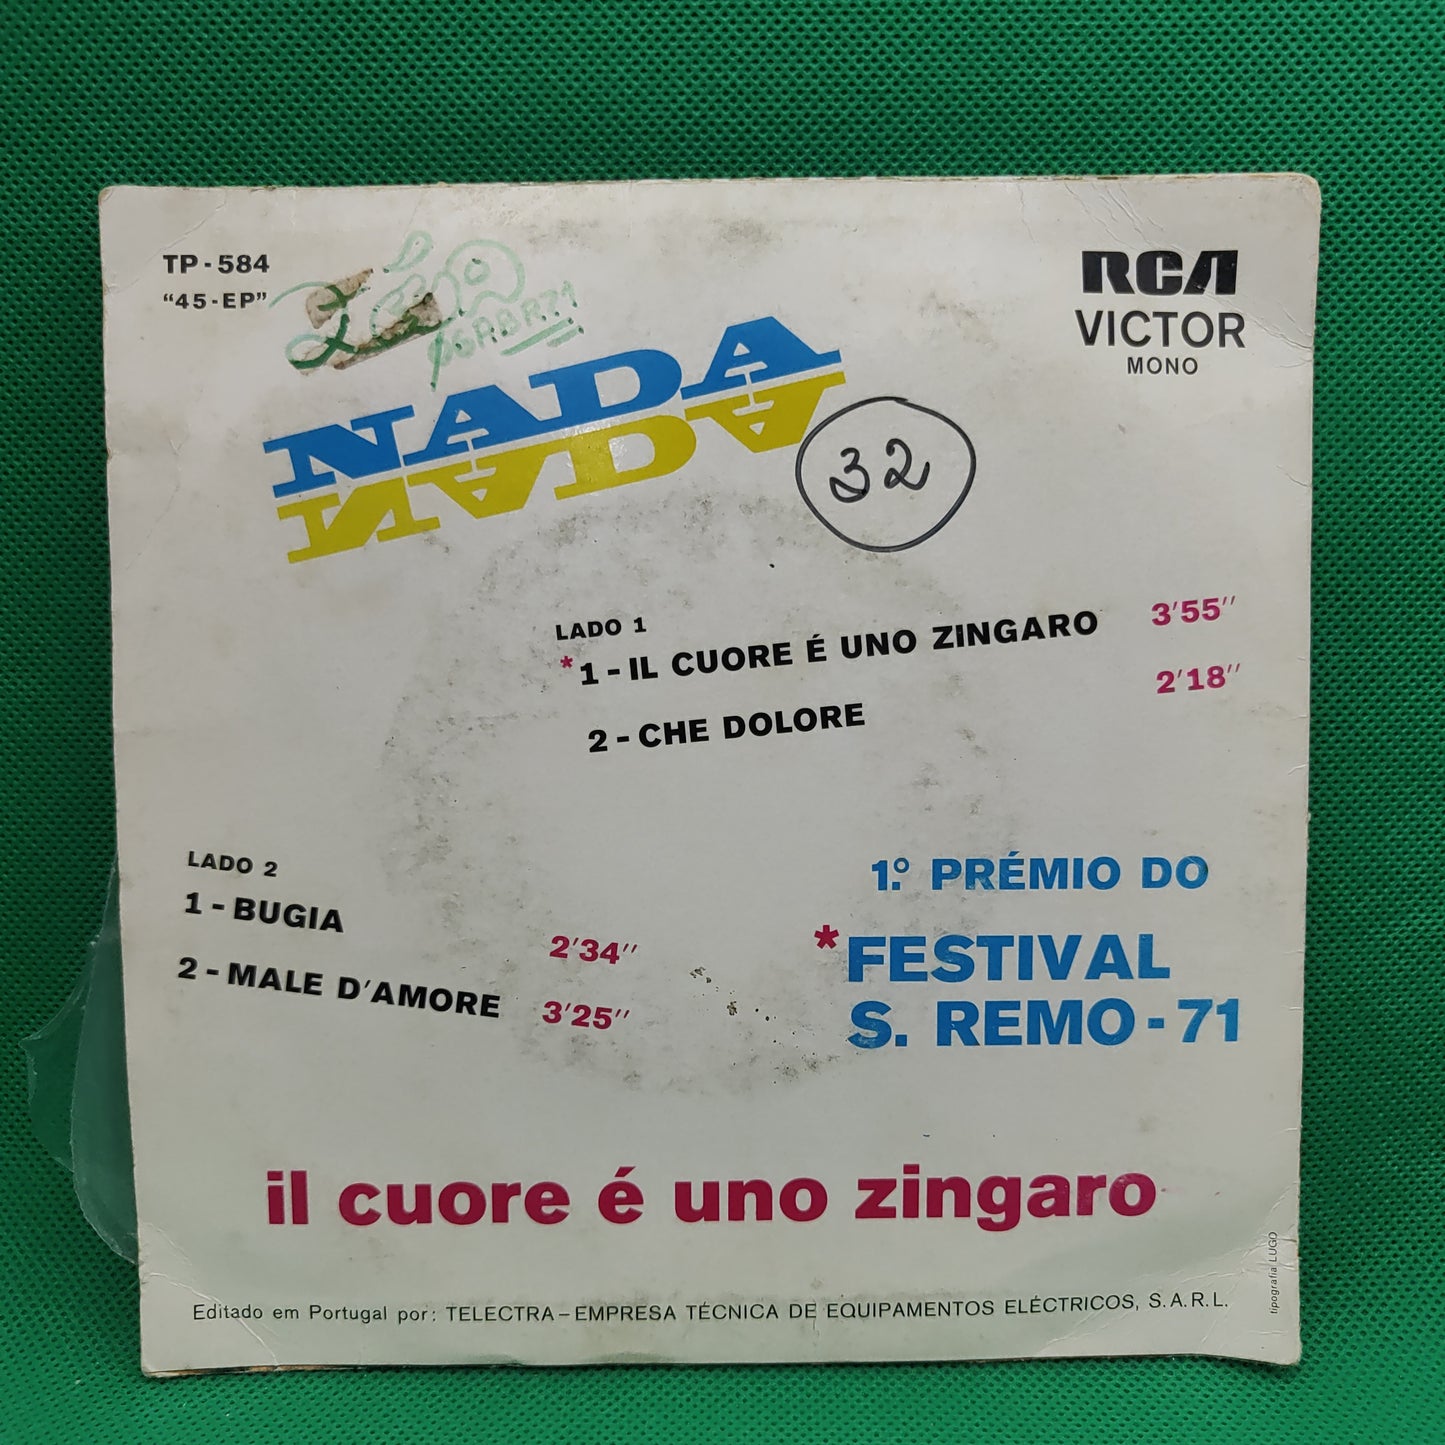 TP - 584
"45 - EP"
RCA
VICTOR
MONO
NADA
NADA
32
LADO 1
*1 - IL CUORE É UNO ZINGARO 3'55''
2 - CHE DOLORE 2'18''
LADO 2
1 - BUGIA 2'34''
2 - MALE D'AMORE 3'25''
1.º PRÉMIO DO
*FESTIVAL
S. REMO - 71
il cuore é uno zingaro
Editado em Portugal por: TELECTRA – EMPRESA TÉCNICA DE EQUIPAMENTOS ELÉCTRICOS, S.A.R.L.
tipografia LUGO